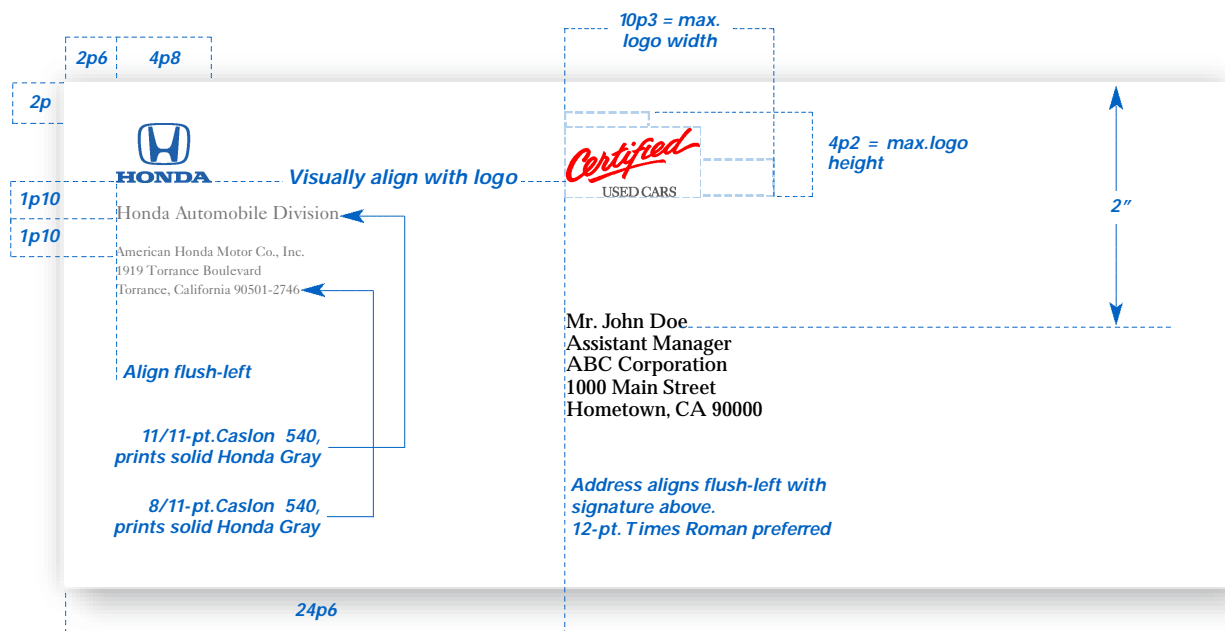 10p3 = max.
logo width
2p6
4p8
2p
HONDA
Visually align with logo
Certified
USED CARS
4p2 = max.logo
height
1p10
1p10
2″
Honda Automobile Division
American Honda Motor Co., Inc.
1919 Torrance Boulevard
Torrance, California 90501-2746
Align flush-left
Mr. John Doe
Assistant Manager
ABC Corporation
1000 Main Street
Hometown, CA 90000
11/11-pt.Caslon 540,
prints solid Honda Gray
8/11-pt.Caslon 540,
prints solid Honda Gray
Address aligns flush-left with
signature above.
12-pt. Times Roman preferred
24p6